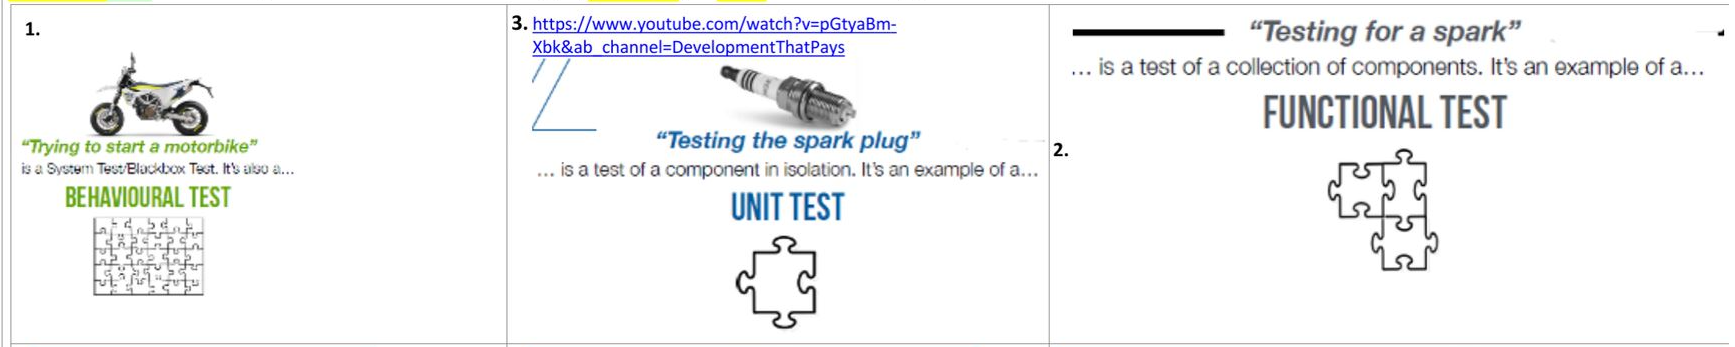 1.
“Trying to start a motorbike”
is a System Test/Blackbox Test. It’s also a...
BEHAVIOURAL TEST
3. https://www.youtube.com/watch?v=pGtyaBm-
Xbk&ab_channel=DevelopmentThatPays
“Testing the spark plug”
... is a test of a component in isolation. It’s an example of a...
UNIT TEST
“Testing for a spark”
... is a test of a collection of components. It’s an example of a...
FUNCTIONAL TEST
2.